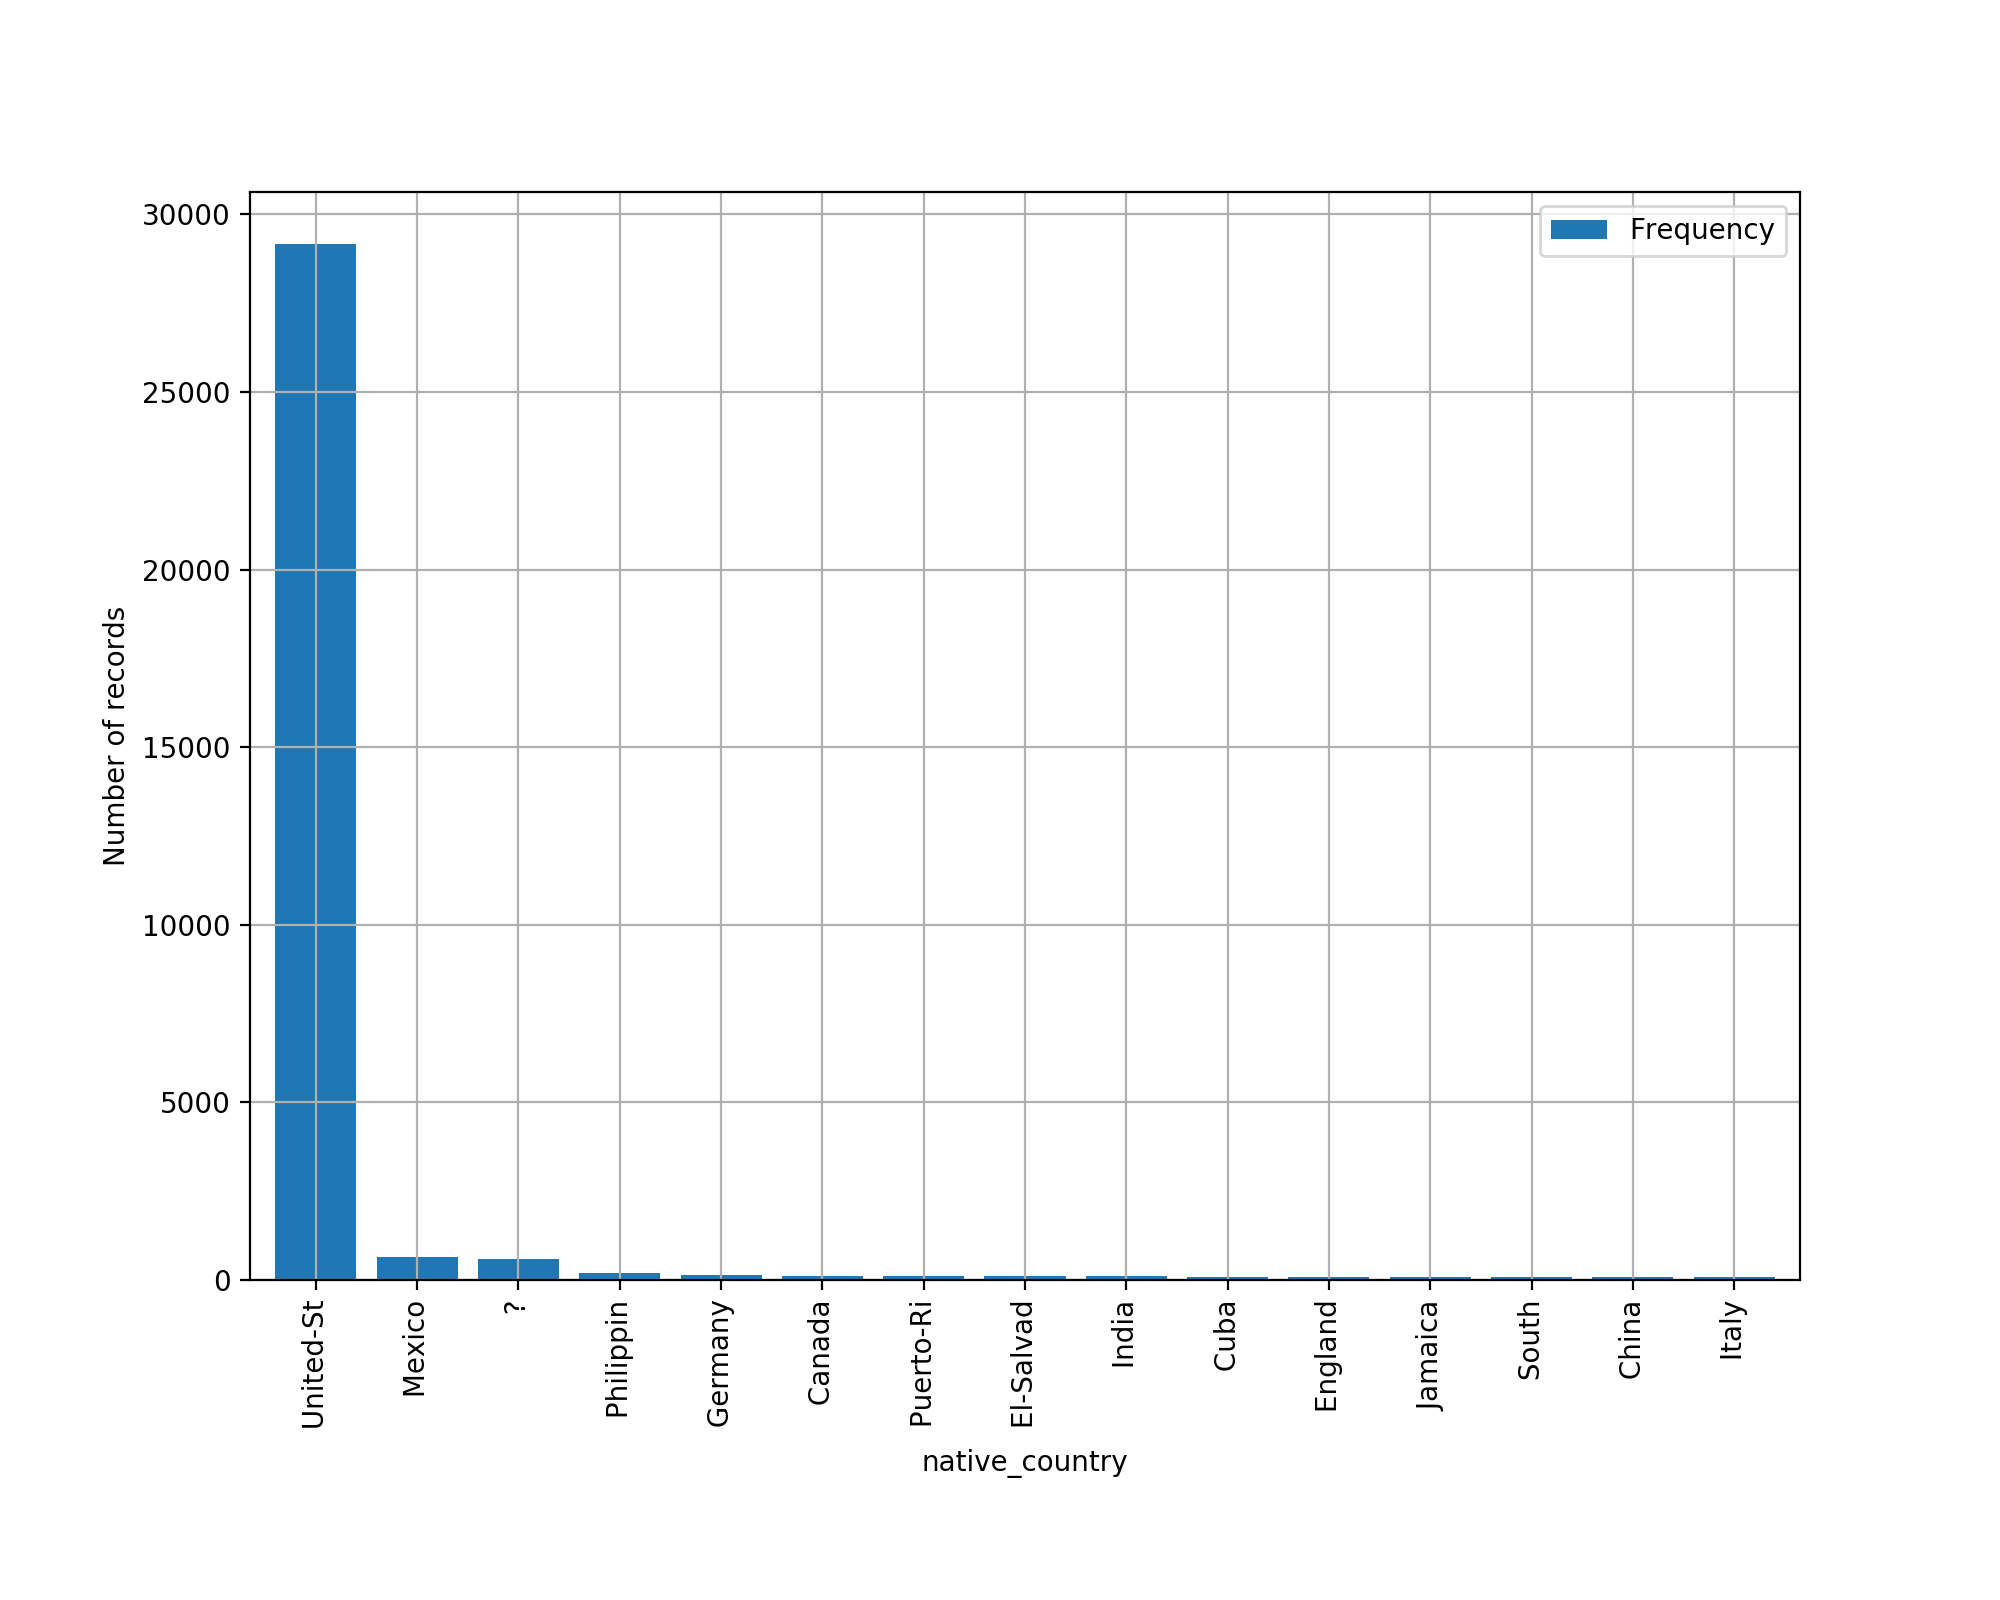 Frequency
30000
25000
20000
15000
10000
5000
0
Number of records
United-St
Mexico
?
Philippin
Germany
Canada
Puerto-Ri
El-Salvad
India
Cuba
England
Jamaica
South
China
Italy
native_country